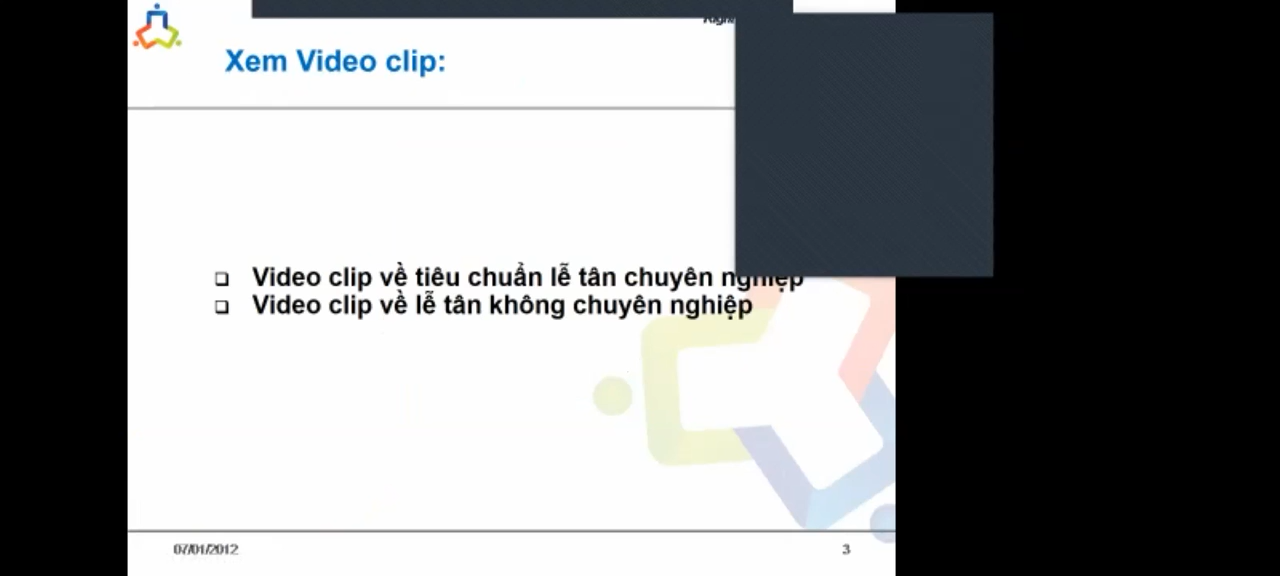 Xem Video clip:
❑ Video clip về tiêu chuẩn lễ tân chuyên nghiệp
❑ Video clip về lễ tân không chuyên nghiệp
07/01/2012
3